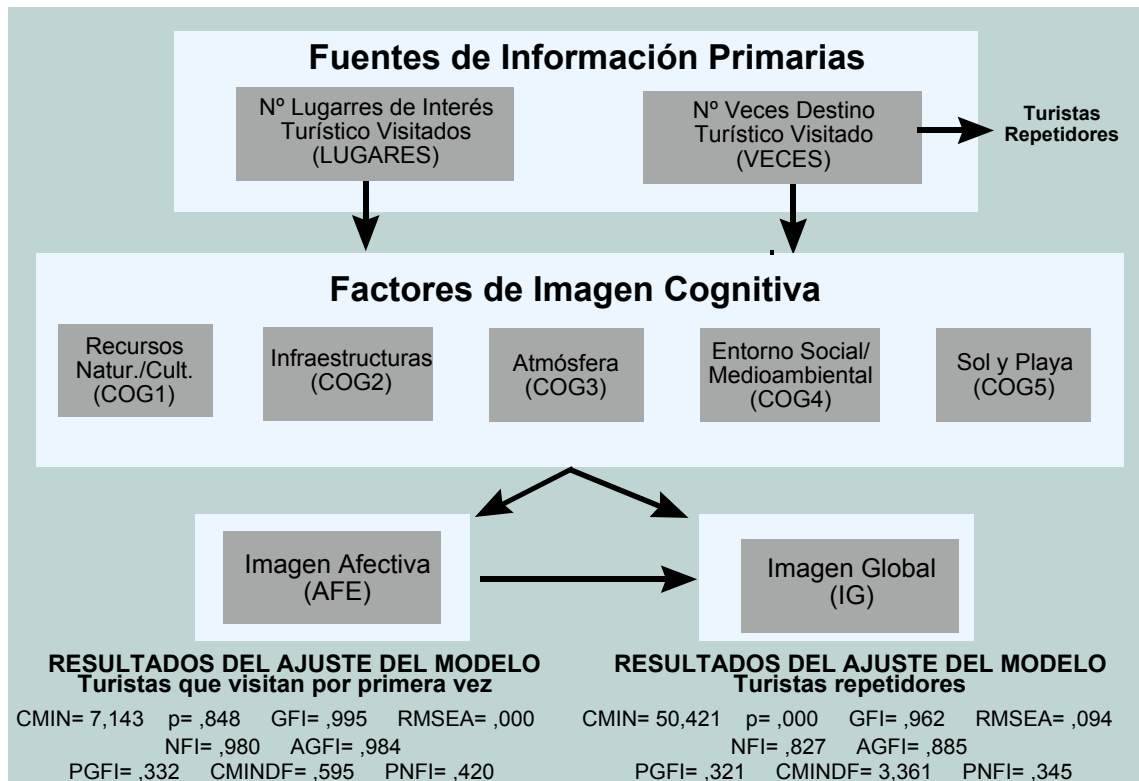 Fuentes de Información Primarias
Nº Lugarres de Interés
Turístico Visitados
(LUGARES)
Nº Veces Destino
Turístico Visitado
(VECES)
Turistas
Repetidores
Factores de Imagen Cognitiva
Recursos
Natur./Cult.
(COG1)
Infraestructuras
(COG2)
Atmósfera
(COG3)
Entorno Social/
Medioambiental
(COG4)
Sol y Playa
(COG5)
Imagen Afectiva
(AFE)
Imagen Global
(IG)
RESULTADOS DEL AJUSTE DEL MODELO
Turistas que visitan por primera vez
CMIN= 7,143 p= ,848 GFI= ,995 RMSEA= ,000
NFI= ,980 AGFI= ,984
PGFI= ,332 CMINDF= ,595 PNFI= ,420
RESULTADOS DEL AJUSTE DEL MODELO
Turistas repetidores
CMIN= 50,421 p= ,000 GFI= ,962 RMSEA= ,094
NFI= ,827 AGFI= ,885
PGFI= ,321 CMINDF= 3,361 PNFI= ,345